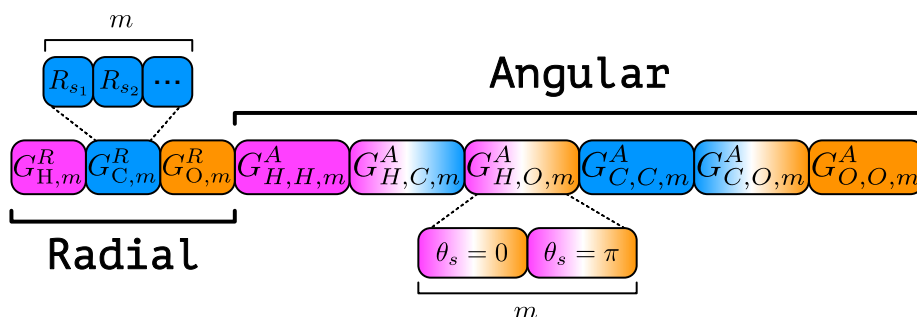 m
R_{s_1} R_{s_2} ···
Angular
G^R_{H,m} G^R_{C,m} G^R_{O,m} G^A_{H,H,m} G^A_{H,C,m} G^A_{H,O,m} G^A_{C,C,m} G^A_{C,O,m} G^A_{O,O,m}
Radial
θ_s = 0 θ_s = π
m